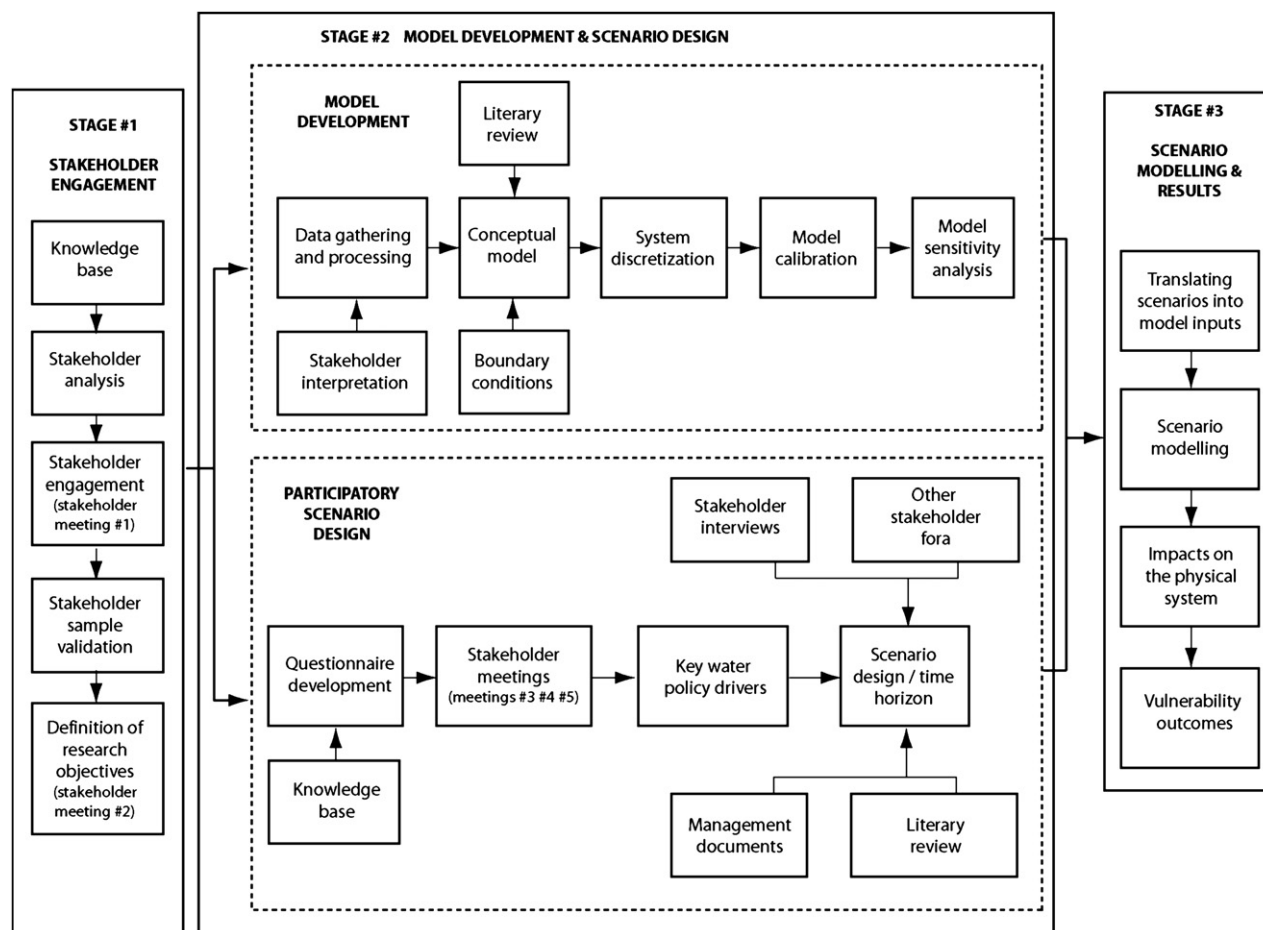 STAGE #1
STAKEHOLDER
ENGAGEMENT
Knowledge
base
Stakeholder
analysis
Stakeholder
engagement
(stakeholder
meeting #1)
Stakeholder
sample
validation
Definition of
research
objectives
(stakeholder
meeting #2)
STAGE #2 MODEL DEVELOPMENT & SCENARIO DESIGN
MODEL
DEVELOPMENT
Literary
review
Data gathering
and processing
Conceptual
model
System
discretization
Model
calibration
Model
sensitivity
analysis
Stakeholder
interpretation
Boundary
conditions
PARTICIPATORY
SCENARIO
DESIGN
Stakeholder
interviews
Other
stakeholder
fora
Questionnaire
development
Stakeholder
meetings
(meetings #3 #4 #5)
Key water
policy drivers
Scenario
design / time
horizon
Knowledge
base
Management
documents
Literary
review
STAGE #3
SCENARIO
MODELLING &
RESULTS
Translating
scenarios into
model inputs
Scenario
modelling
Impacts on
the physical
system
Vulnerability
outcomes